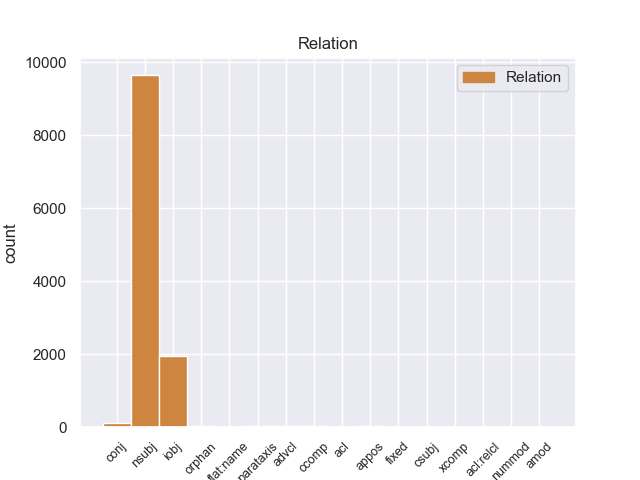 Relation
10000
8000
6000
4000
2000
0
count
Relation
conj
nsubj
iobj
orphan
flat:name
parataxis
advcl
ccomp
acl
appos
fixed
csubj
xcomp
acl:relcl
nummod
amod